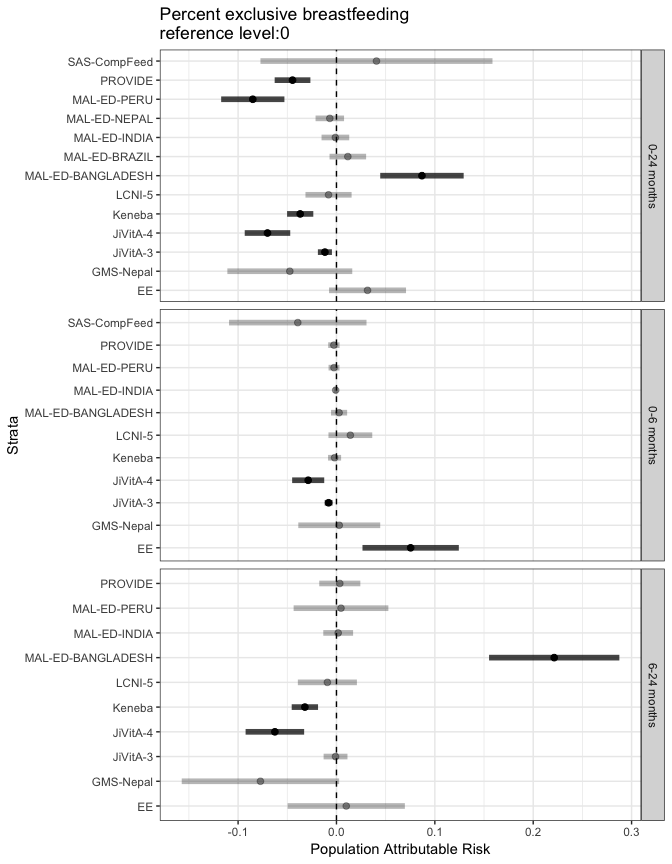 Percent exclusive breastfeeding
reference level:0
SAS-CompFeed
PROVIDE
MAL-ED-PERU
MAL-ED-NEPAL
MAL-ED-INDIA
MAL-ED-BRAZIL
MAL-ED-BANGLADESH
LCNI-5
Keneba
JiVitA-4
JiVitA-3
GMS-Nepal
EE
0-24 months
SAS-CompFeed
PROVIDE
MAL-ED-PERU
MAL-ED-INDIA
MAL-ED-BANGLADESH
LCNI-5
Keneba
JiVitA-4
JiVitA-3
GMS-Nepal
EE
0-6 months
PROVIDE
MAL-ED-PERU
MAL-ED-INDIA
MAL-ED-BANGLADESH
LCNI-5
Keneba
JiVitA-4
JiVitA-3
GMS-Nepal
EE
6-24 months
Strata
-0.1 0.0 0.1 0.2 0.3
Population Attributable Risk